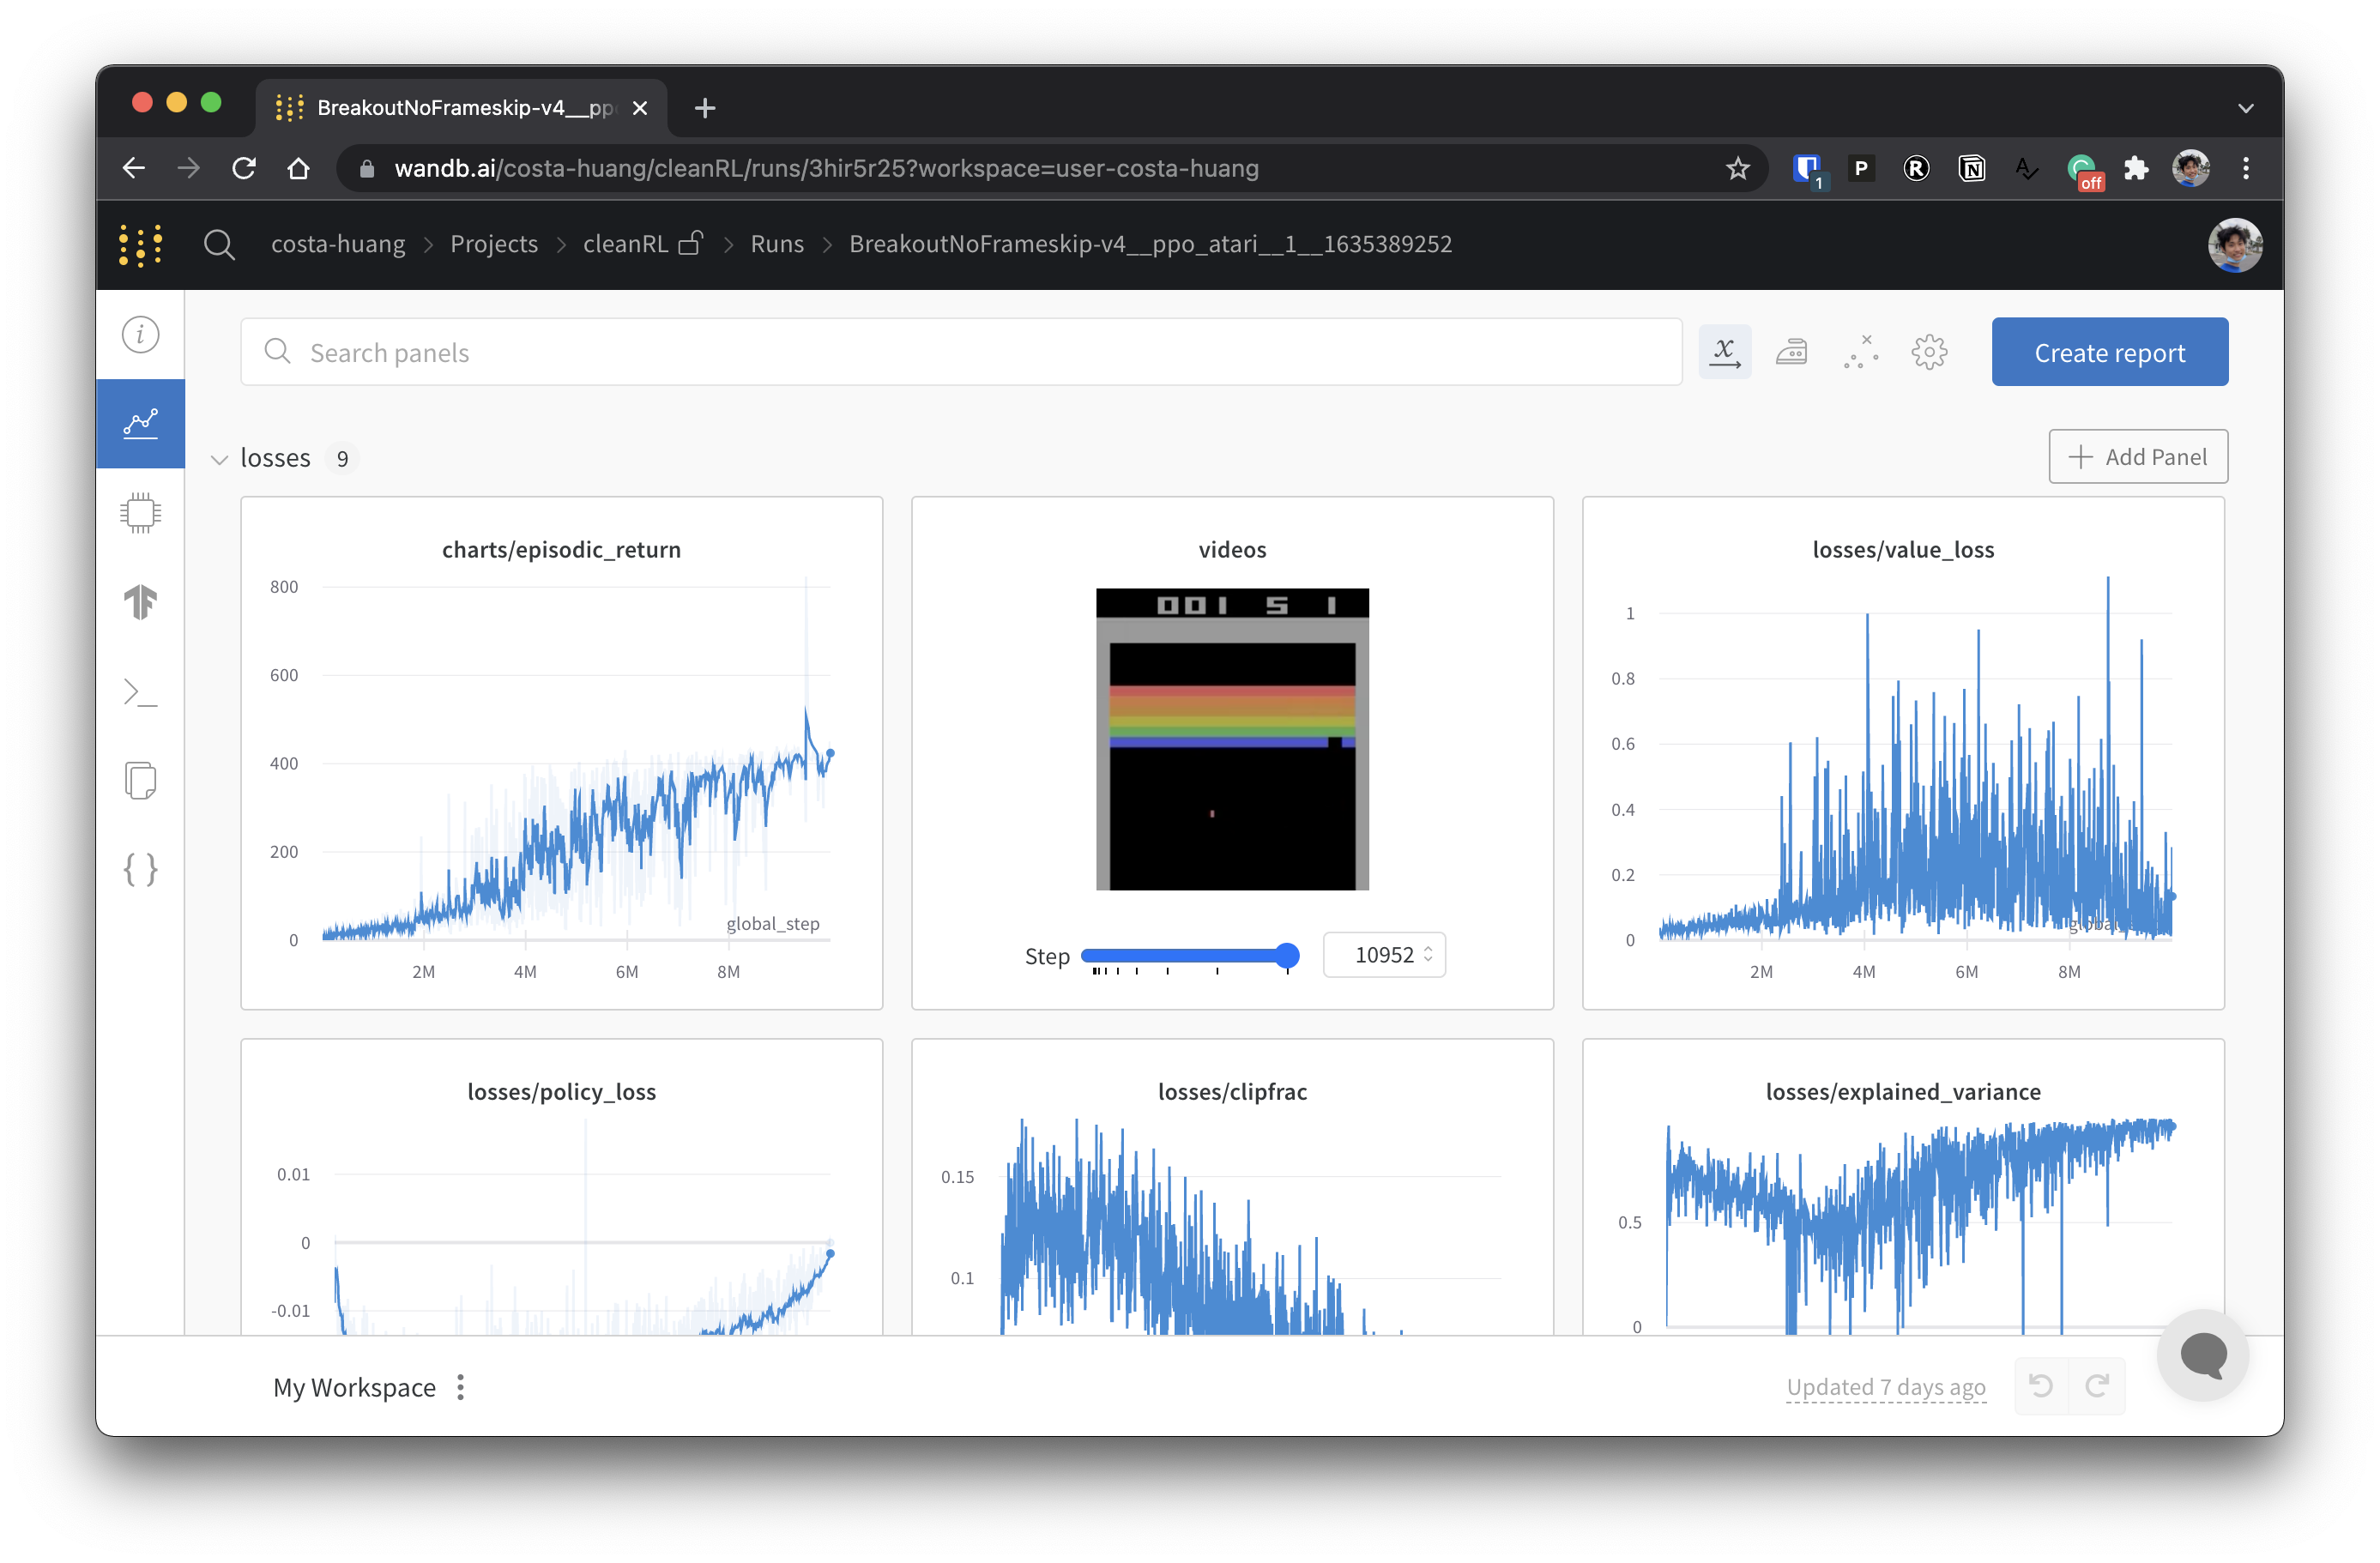 BreakoutNoFrameskip-v4__pp
wandb.ai/costa-huang/cleanRL/runs/3hir5r25?workspace=user-costa-huang
1
P
R
N
A
off
costa-huang > Projects > cleanRL > Runs > BreakoutNoFrameskip-v4__ppo_atari__1__1635389252
Search panels
x
Create report
losses 9
Add Panel
charts/episodic_return
800
600
400
200
0
global_step
2M 4M 6M 8M
videos
001 5 1
Step 10952
losses/value_loss
1
0.8
0.6
0.4
0.2
0
2M 4M 6M 8M
losses/policy_loss
0.01
0
-0.01
losses/clipfrac
0.15
0.1
losses/explained_variance
0.5
0
My Workspace
Updated 7 days ago